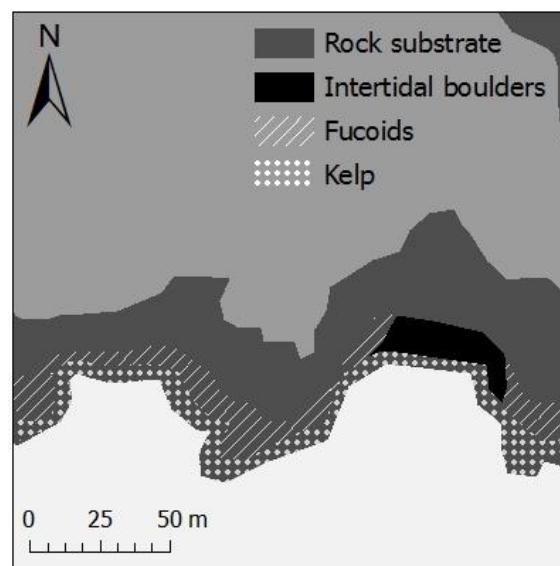 N
Rock substrate
Intertidal boulders
Fucoids
Kelp
0 25 50 m